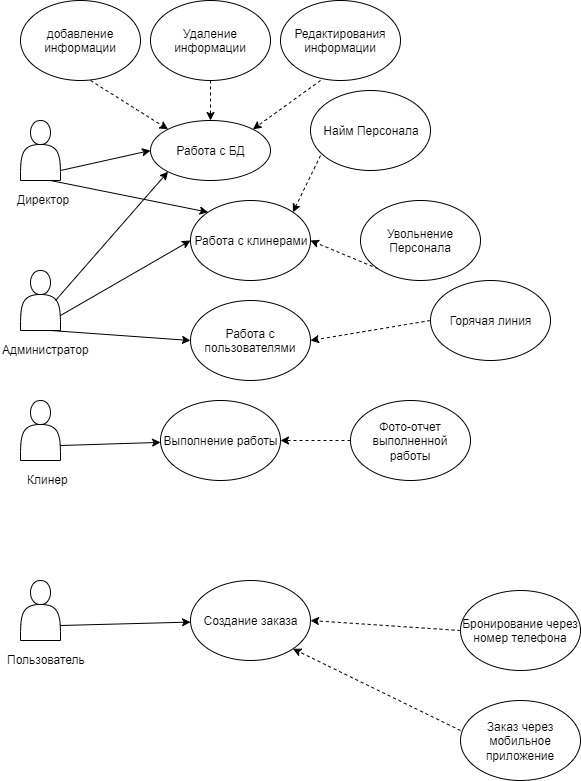 добавление
информации
Удаление
информации
Редактирования
информации
Работа с БД
Найм Персонала
Директор
Работа с клинерами
Увольнение
Персонала
Администратор
Работа с
пользователями
Горячая линия
Клинер
Выполнение работы
Фото-отчет
выполненной
работы
Пользователь
Создание заказа
Бронирование через
номер телефона
Заказ через
мобильное
приложение